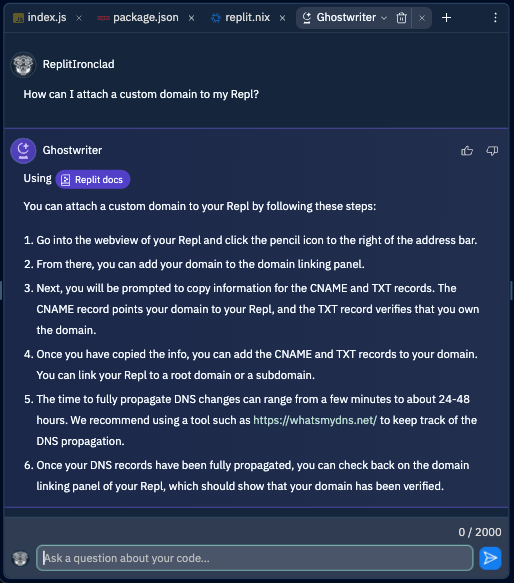 index.js × package.json × replit.nix × Ghostwriter ×
ReplitIronclad
How can I attach a custom domain to my Repl?
Ghostwriter
Using Replit docs
You can attach a custom domain to your Repl by following these steps:
1. Go into the webview of your Repl and click the pencil icon to the right of the address bar.
2. From there, you can add your domain to the domain linking panel.
3. Next, you will be prompted to copy information for the CNAME and TXT records. The
CNAME record points your domain to your Repl, and the TXT record verifies that you own
the domain.
4. Once you have copied the info, you can add the CNAME and TXT records to your domain.
You can link your Repl to a root domain or a subdomain.
5. The time to fully propagate DNS changes can range from a few minutes to about 24-48
hours. We recommend using a tool such as https://whatsmydns.net/ to keep track of the
DNS propagation.
6. Once your DNS records have been fully propagated, you can check back on the domain
linking panel of your Repl, which should show that your domain has been verified.
0 / 2000
Ask a question about your code...